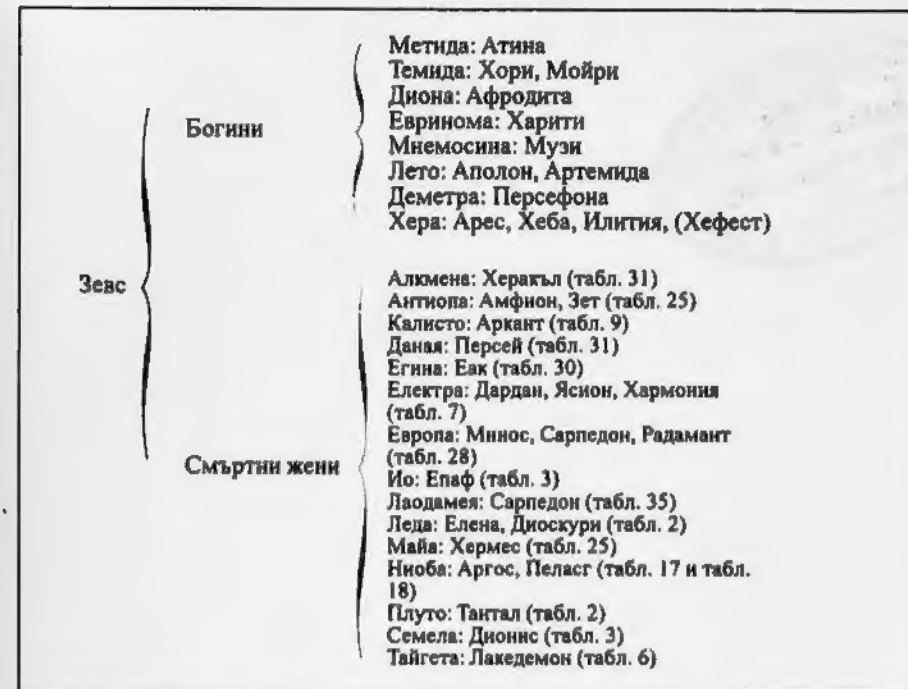 Зевс
Богини
Метида: Атина
Темида: Хори, Мойри
Диона: Афродита
Евринома: Харити
Мнемосина: Музи
Лето: Аполон, Артемида
Деметра: Персефона
Хера: Арес, Хеба, Илития, (Хефест)
Смъртни жени
Алкмена: Херакъл (табл. 31)
Антиопа: Амфион, Зет (табл. 25)
Калисто: Аркант (табл. 9)
Даная: Персей (табл. 31)
Егина: Еак (табл. 30)
Електра: Дардан, Ясион, Хармония
(табл. 7)
Европа: Минос, Сарпедон, Радамант
(табл. 28)
Ио: Епаф (табл. 3)
Лаодамея: Сарпедон (табл. 35)
Леда: Елена, Диоскури (табл. 2)
Майа: Хермес (табл. 25)
Ниоба: Аргос, Пеласг (табл. 17 и табл.
18)
Плуто: Тантал (табл. 2)
Семела: Дионис (табл. 3)
Тайгета: Лакедемон (табл. 6)